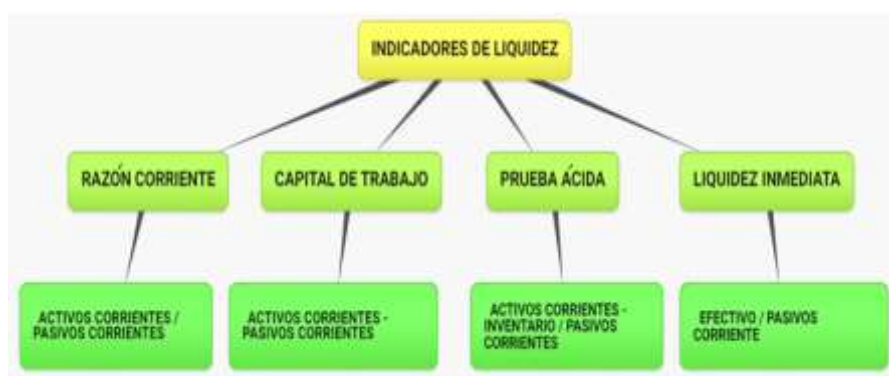 INDICADORES DE LIQUIDEZ
RAZÓN CORRIENTE
CAPITAL DE TRABAJO
PRUEBA ÁCIDA
LIQUIDEZ INMEDIATA
ACTIVOS CORRIENTES /
PASIVOS CORRIENTES
ACTIVOS CORRIENTES -
PASIVOS CORRIENTES
ACTIVOS CORRIENTES -
INVENTARIO / PASIVOS
CORRIENTES
EFECTIVO / PASIVOS
CORRIENTE